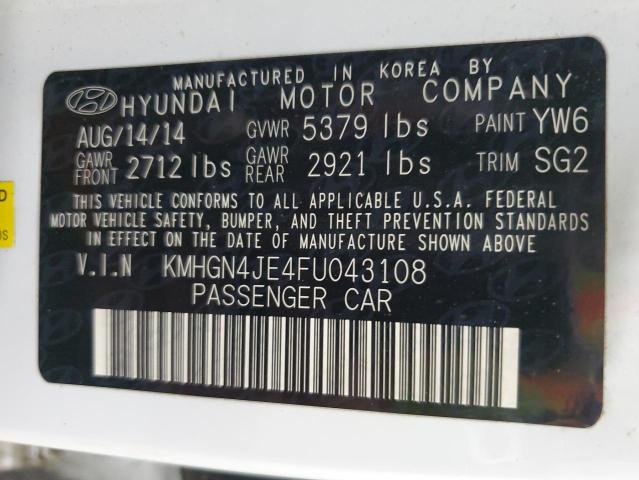 MANUFACTURED IN KOREA BY
HYUNDAI MOTOR COMPANY
AUG/14/14 GVWR 5379 lbs PAINT YW6
GAWR FRONT 2712 lbs GAWR REAR 2921 lbs TRIM SG2
THIS VEHICLE CONFORMS TO ALL APPLICABLE U.S.A. FEDERAL
MOTOR VEHICLE SAFETY, BUMPER, AND THEFT PREVENTION STANDARDS
IN EFFECT ON THE DATE OF MANUFACTURE SHOWN ABOVE
V.I.N KMHGN4JE4FU043108
PASSENGER CAR